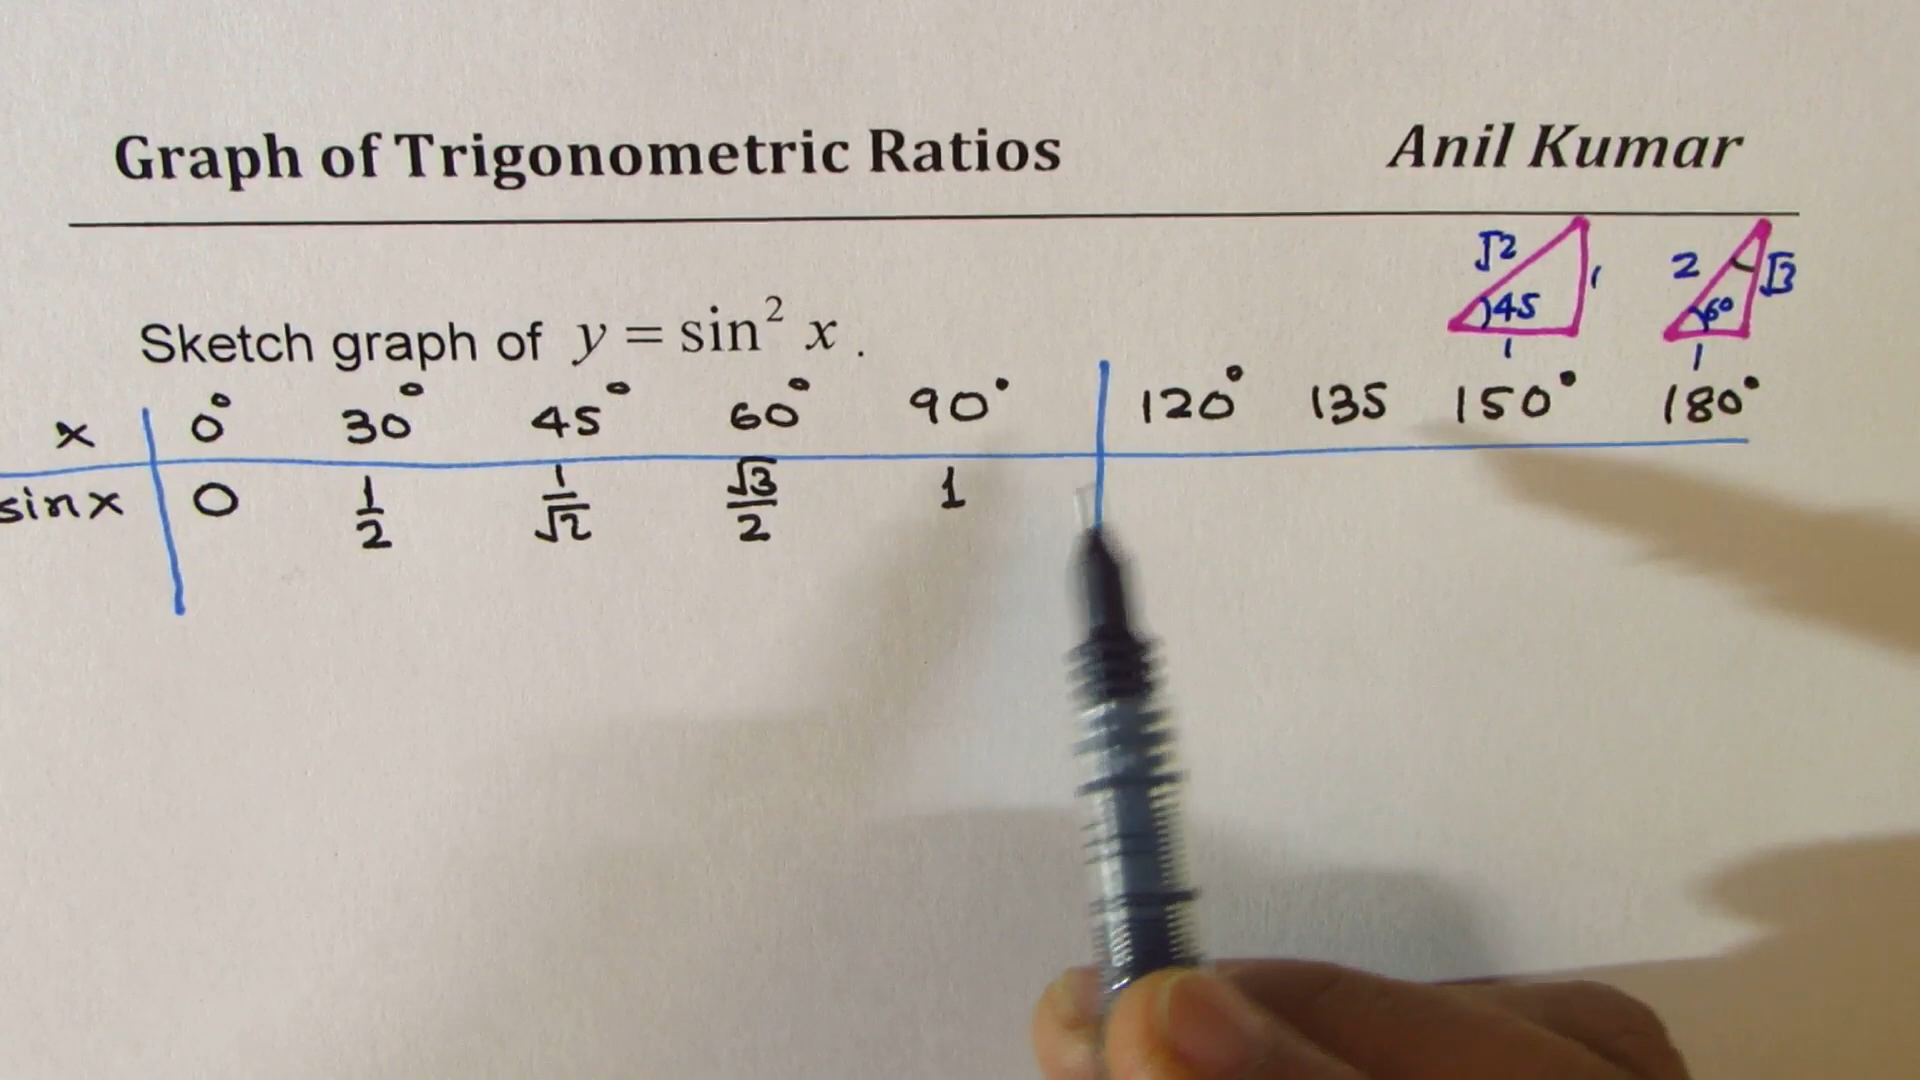 Graph of Trigonometric Ratios Anil Kumar
√2 1 45 1 2 √3 60 1
Sketch graph of y = sin² x .
x 0° 30° 45° 60° 90° 120° 135 150° 180°
sinx 0 1/2 1/√2 √3/2 1